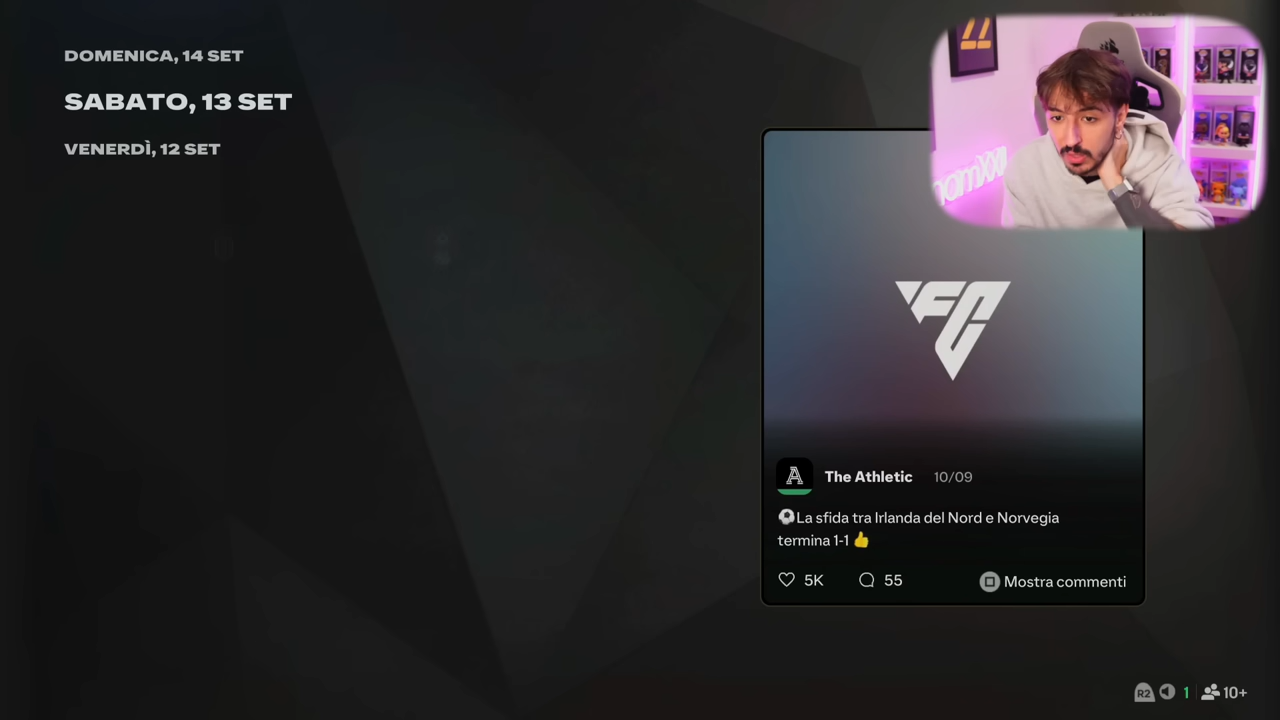 DOMENICA, 14 SET
SABATO, 13 SET
VENERDÌ, 12 SET
The Athletic 10/09
⚽La sfida tra Irlanda del Nord e Norvegia
termina 1-1 👍
5K 55 Mostra commenti
R2 1 10+